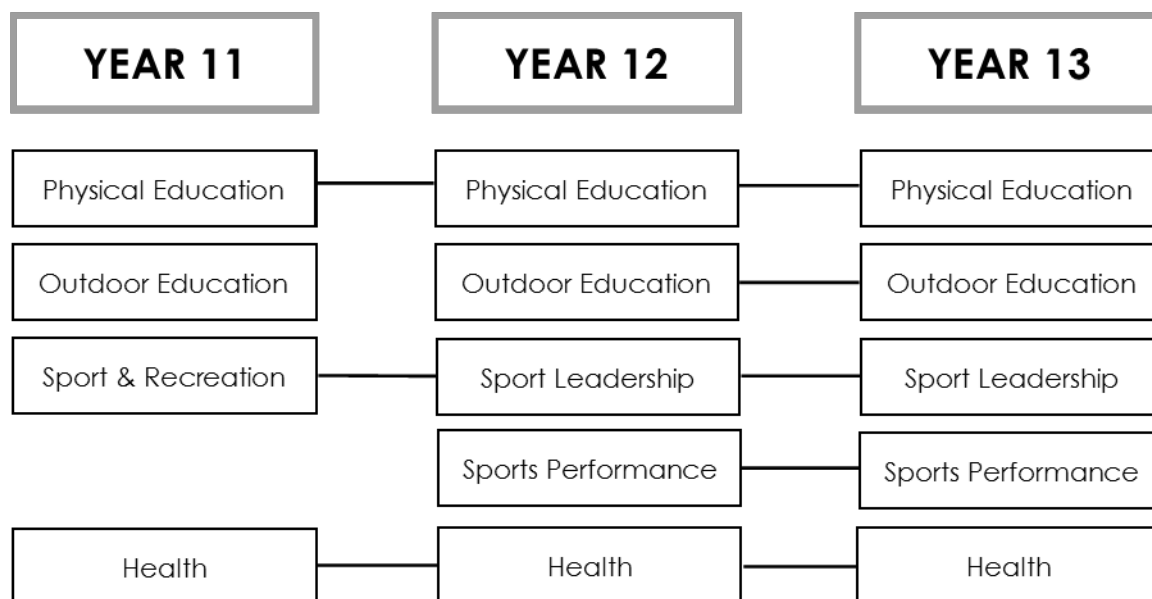 YEAR 11
YEAR 12
YEAR 13
Physical Education
Physical Education
Physical Education
Outdoor Education
Outdoor Education
Outdoor Education
Sport & Recreation
Sport Leadership
Sport Leadership
Sports Performance
Sports Performance
Health
Health
Health